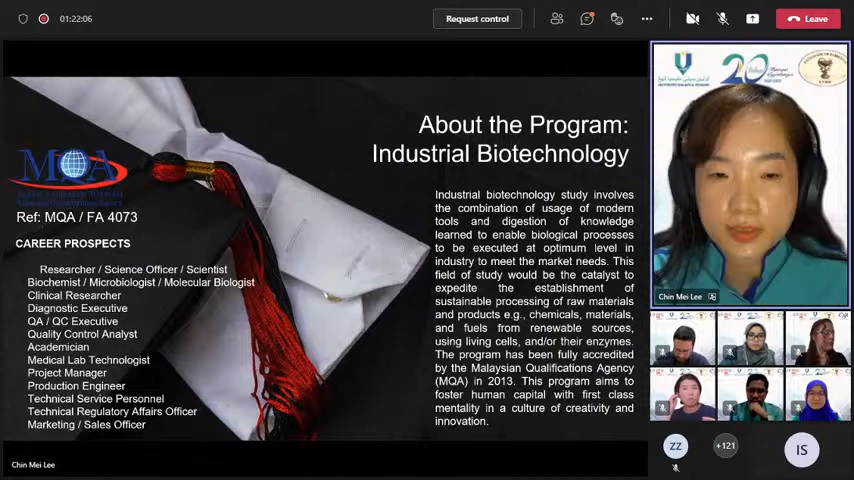 01:22:06
Request control
Leave
About the Program:
Industrial Biotechnology
MQA
Ref: MQA / FA 4073
CAREER PROSPECTS
Researcher / Science Officer / Scientist
Biochemist / Microbiologist / Molecular Biologist
Clinical Researcher
Diagnostic Executive
QA / QC Executive
Quality Control Analyst
Academician
Medical Lab Technologist
Project Manager
Production Engineer
Technical Service Personnel
Technical Regulatory Affairs Officer
Marketing / Sales Officer
Industrial biotechnology study involves
the combination of usage of modern
tools and digestion of knowledge
learned to enable biological processes
to be executed at optimum level in
industry to meet the market needs. This
field of study would be the catalyst to
expedite the establishment of
sustainable processing of raw materials
and products e.g., chemicals, materials,
and fuels from renewable sources,
using living cells, and/or their enzymes.
The program has been fully accredited
by the Malaysian Qualifications Agency
(MQA) in 2013. This program aims to
foster human capital with first class
mentality in a culture of creativity and
innovation.
Chin Mei Lee
20
Chin Mei Lee
ZZ
+121
IS